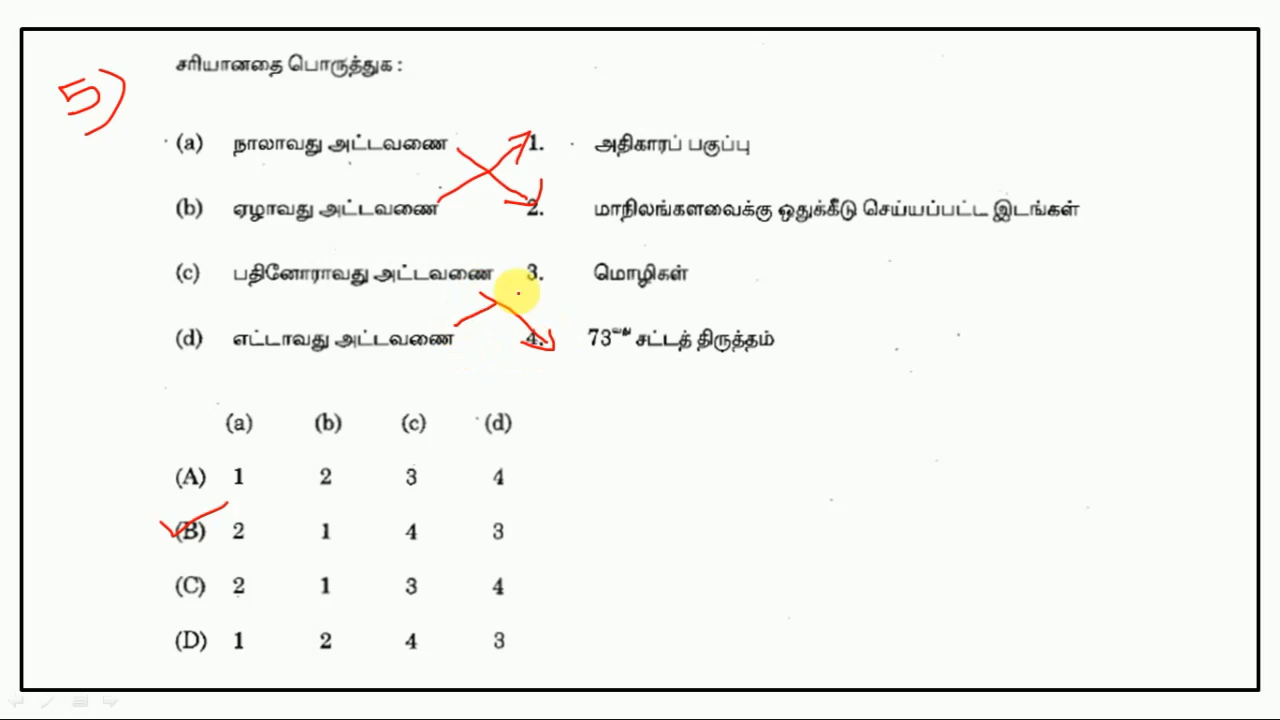 சரியானதை பொருத்துக :
5)
(a) நாலாவது அட்டவணை 1. அதிகாரப் பகுப்பு
(b) ஏழாவது அட்டவணை 2. மாநிலங்களவைக்கு ஒதுக்கீடு செய்யப்பட்ட இடங்கள்
(c) பதினோராவது அட்டவணை 3. மொழிகள்
(d) எட்டாவது அட்டவணை 4. 73வது சட்டத் திருத்தம்
(a) (b) (c) (d)
(A) 1 2 3 4
(B) 2 1 4 3
(C) 2 1 3 4
(D) 1 2 4 3